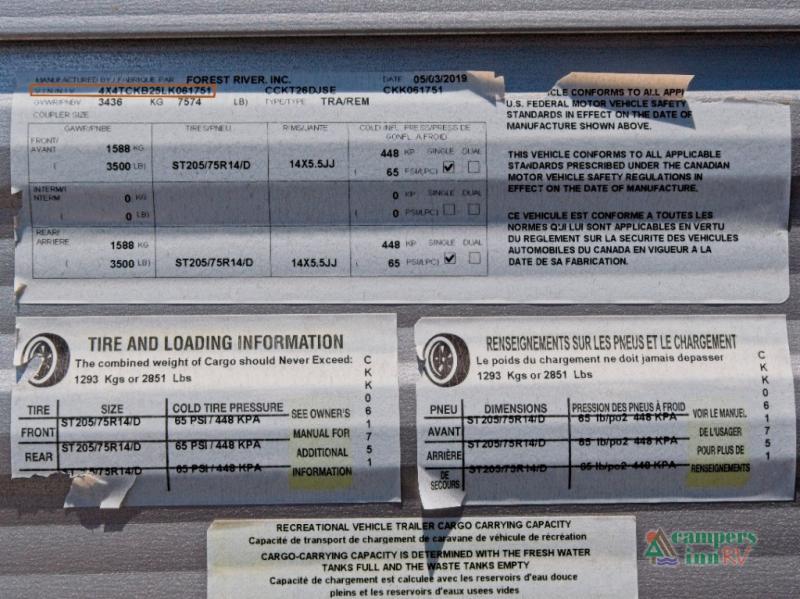 MANUFACTURED BY / FABRIQUE PAR FOREST RIVER, INC. DATE 05/03/2019
V.I.N./N.I.V. 4X4TCKB25LK061751 CCKT26DJSE CKK061751
GVWR/PNBV 3436 KG 7574 LB) TYPE/TYPE TRA/REM
COUPLER SIZE
GAWR/PNBE TIRES/PNEU RIMS/JANTE COLD INFL. PRESS/PRESS DE
GONFL. A FROID
FRONT/
AVANT 1588 KG 448 KP SINGLE DUAL
( 3500 LB) ST205/75R14/D 14X5.5JJ ( 65 PSI/LPC)
INTERM/
INTERM 0 KG 0 KP SINGLE DUAL
( 0 LB) ( 0 PSI/LPC)
REAR/
ARRIERE 1588 KG 448 KP SINGLE DUAL
( 3500 LB) ST205/75R14/D 14X5.5JJ ( 65 PSI/LPC)
VEHICLE CONFORMS TO ALL APPL
U.S. FEDERAL MOTOR VEHICLE SAFETY
STANDARDS IN EFFECT ON THE DATE OF
MANUFACTURE SHOWN ABOVE.
THIS VEHICLE CONFORMS TO ALL APPLICABLE
STANDARDS PRESCRIBED UNDER THE CANADIAN
MOTOR VEHICLE SAFETY REGULATIONS IN
EFFECT ON THE DATE OF MANUFACTURE.
CE VEHICULE EST CONFORME A TOUTES LES
NORMES QUI LUI SONT APPLICABLES EN VERTU
DU REGLEMENT SUR LA SECURITE DES VEHICULES
AUTOMOBILES DU CANADA EN VIGUEUR A LA
DATE DE SA FABRICATION.
TIRE AND LOADING INFORMATION
The combined weight of Cargo should Never Exceed:
1293 Kgs or 2851 Lbs
TIRE SIZE COLD TIRE PRESSURE
FRONT ST205/75R14/D 65 PSI / 448 KPA
REAR ST205/75R14/D 65 PSI / 448 KPA
ST205/75R14/D 65 PSI / 448 KPA
SEE OWNER'S
MANUAL FOR
ADDITIONAL
INFORMATION
CKK061751
RENSEIGNEMENTS SUR LES PNEUS ET LE CHARGEMENT
Le poids du chargement ne doit jamais depasser
1293 Kgs or 2851 Lbs
PNEU DIMENSIONS PRESSION DES PNEUS À FROID
AVANT ST205/75R14/D 65 lb/po2 448 KPA
ARRIÈRE ST205/75R14/D 65 lb/po2 448 KPA
DE SECOURS ST205/75R14/D 65 lb/po2 448 KPA
VOIR LE MANUEL
DE L'USAGER
POUR PLUS DE
RENSEIGNEMENTS
CKK061751
RECREATIONAL VEHICLE TRAILER CARGO CARRYING CAPACITY
Capacité de transport de chargement de caravane de véhicule de récréation
CARGO-CARRYING CAPACITY IS DETERMINED WITH THE FRESH WATER
TANKS FULL AND THE WASTE TANKS EMPTY
Capacité de chargement est calculée avec les reservoirs d'eau douce
pleins et les reservoirs d'eaux usees vides
campers
inn RV